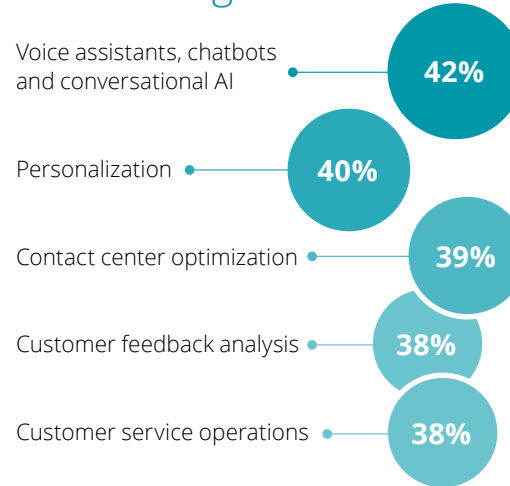 Voice assistants, chatbots
and conversational AI
42%
Personalization
40%
Contact center optimization
39%
Customer feedback analysis
38%
Customer service operations
38%